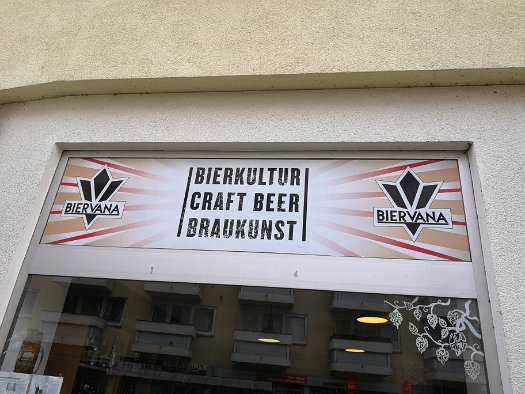 BIERKULTUR
CRAFT BEER
BRAUKUNST
BIERVANA
BIERVANA